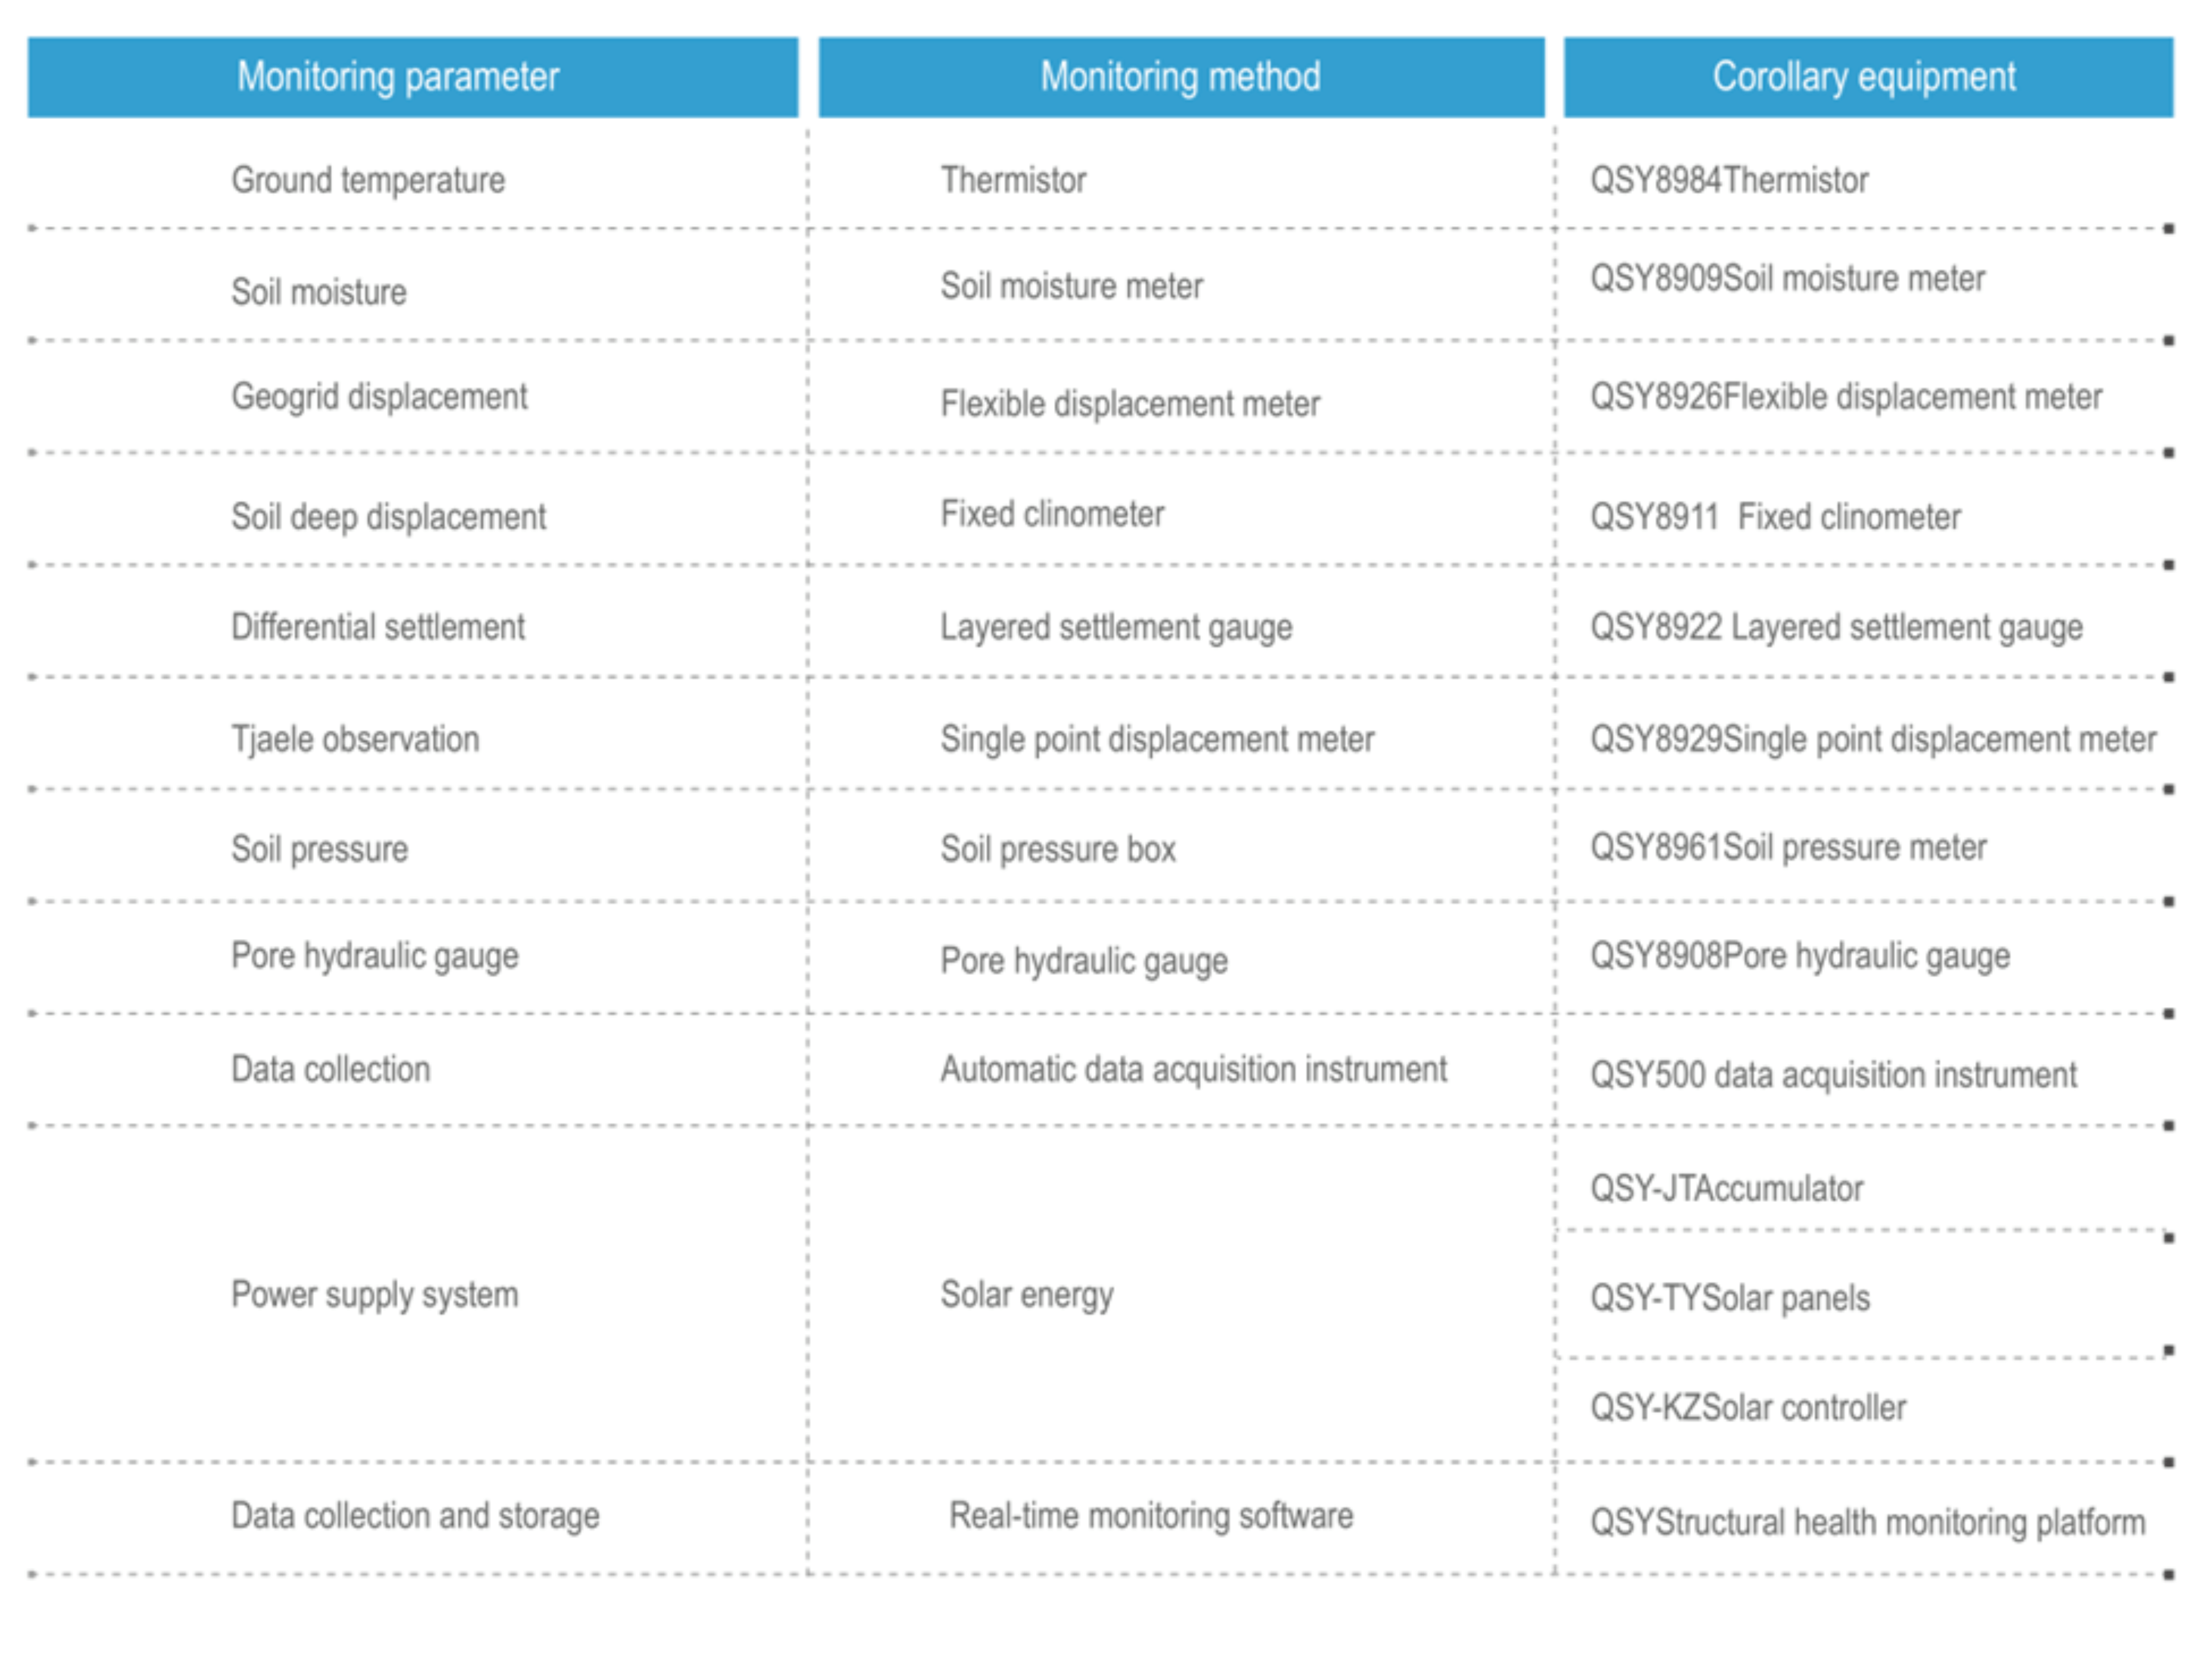 Monitoring parameter Monitoring method Corollary equipment
Ground temperature Thermistor QSY8984Thermistor
Soil moisture Soil moisture meter QSY8909Soil moisture meter
Geogrid displacement Flexible displacement meter QSY8926Flexible displacement meter
Soil deep displacement Fixed clinometer QSY8911 Fixed clinometer
Differential settlement Layered settlement gauge QSY8922 Layered settlement gauge
Tjaele observation Single point displacement meter QSY8929Single point displacement meter
Soil pressure Soil pressure box QSY8961Soil pressure meter
Pore hydraulic gauge Pore hydraulic gauge QSY8908Pore hydraulic gauge
Data collection Automatic data acquisition instrument QSY500 data acquisition instrument
QSY-JTAccumulator
Power supply system Solar energy QSY-TYSolar panels
QSY-KZSolar controller
Data collection and storage Real-time monitoring software QSYStructural health monitoring platform